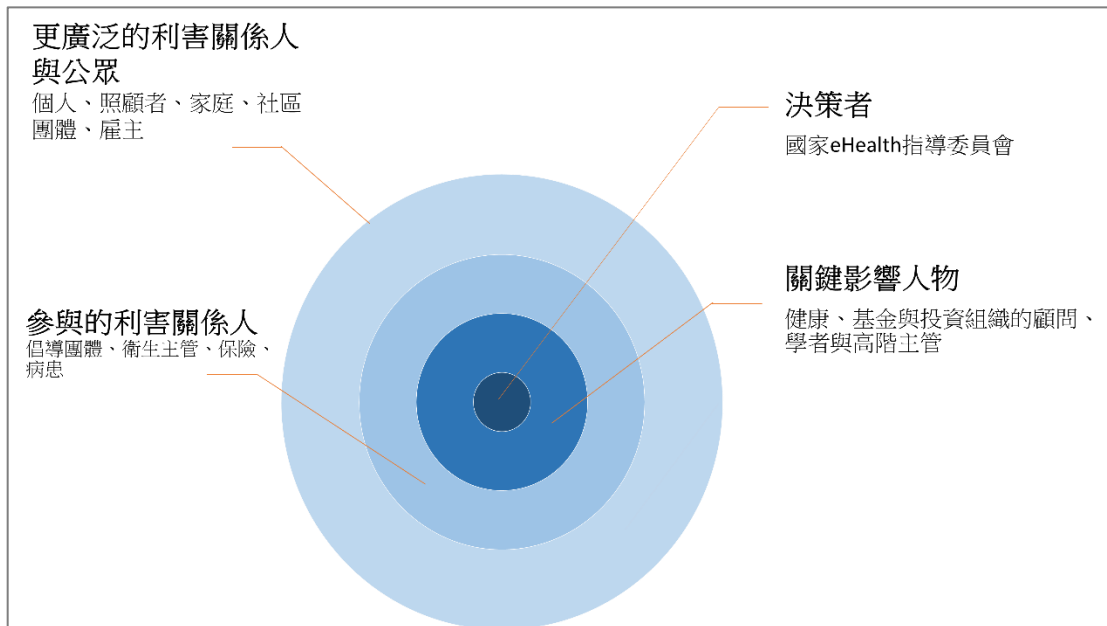 更廣泛的利害關係人
與公眾
個人、照顧者、家庭、社區
團體、雇主
決策者
國家eHealth指導委員會
關鍵影響人物
健康、基金與投資組織的顧問、
學者與高階主管
參與的利害關係人
倡導團體、衛生主管、保險、
病患